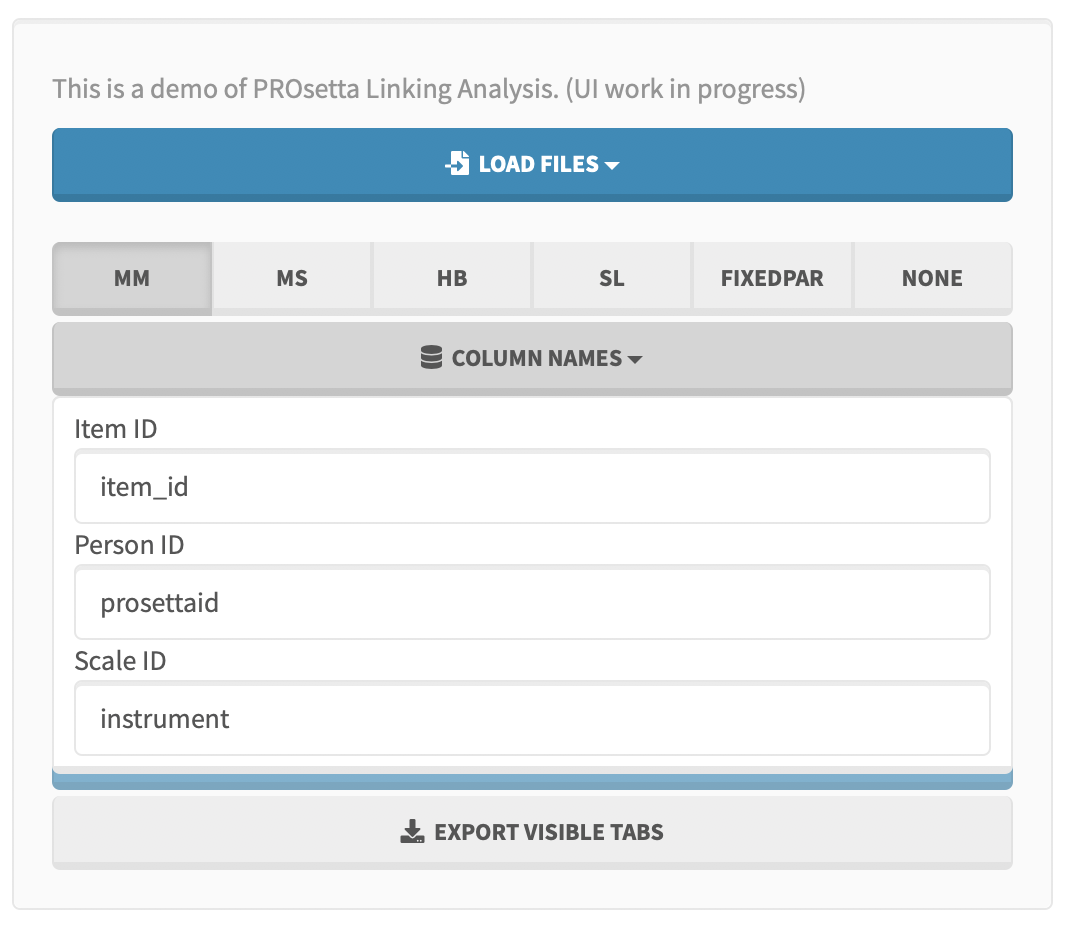 This is a demo of PROsetta Linking Analysis. (UI work in progress)
LOAD FILES
MM MS HB SL FIXEDPAR NONE
COLUMN NAMES
Item ID
item_id
Person ID
prosettaid
Scale ID
instrument
EXPORT VISIBLE TABS